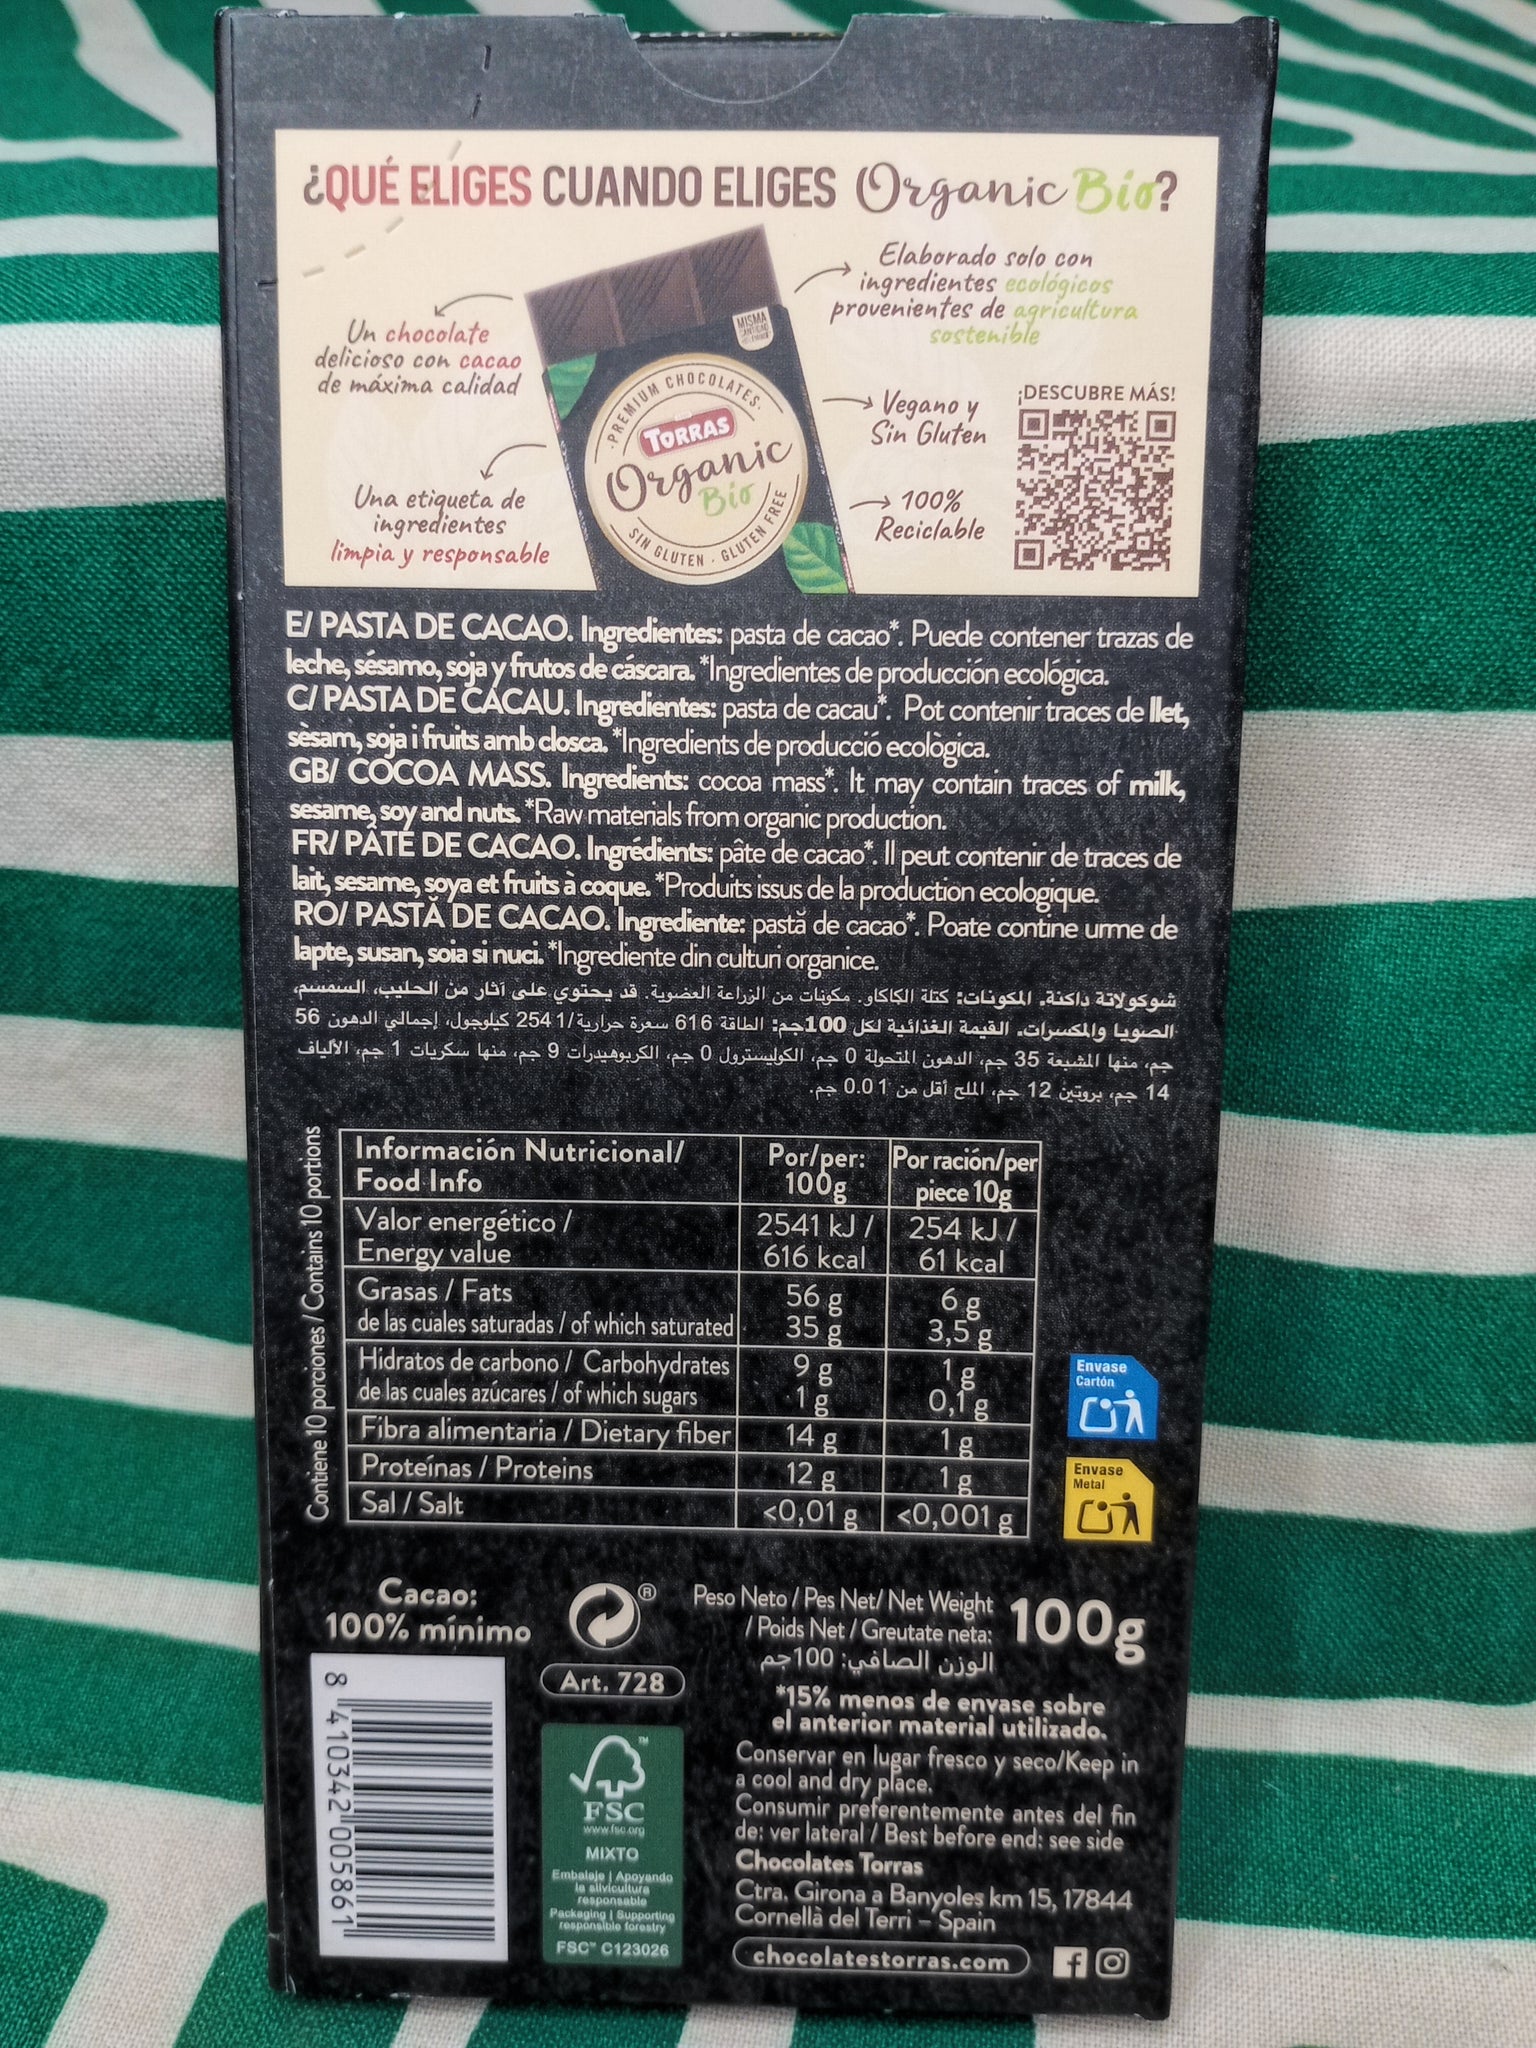 ¿QUÉ ELIGES CUANDO ELIGES Organic Bio?
Un chocolate
delicioso con cacao
de máxima calidad
Una etiqueta de
ingredientes
limpia y responsable
MISMA
PREMIUM CHOCOLATES
TORRAS
Organic
Bio
SIN GLUTEN · GLUTEN FREE
Elaborado solo con
ingredientes ecológicos
provenientes de agricultura
sostenible
Vegano y
Sin Gluten
100%
Reciclable
¡DESCUBRE MÁS!
E/ PASTA DE CACAO. Ingredientes: pasta de cacao*. Puede contener trazas de
leche, sésamo, soja y frutos de cáscara. *Ingredientes de producción ecológica.
C/ PASTA DE CACAU. Ingredientes: pasta de cacau*. Pot contenir traces de llet,
sèsam, soja i fruits amb closca. *Ingredients de producció ecològica.
GB/ COCOA MASS. Ingredients: cocoa mass*. It may contain traces of milk,
sesame, soy and nuts. *Raw materials from organic production.
FR/ PÂTE DE CACAO. Ingrédients: pâte de cacao*. Il peut contenir de traces de
lait, sesame, soya et fruits à coque. *Produits issus de la production ecologique.
RO/ PASTĂ DE CACAO. Ingrediente: pastă de cacao*. Poate contine urme de
lapte, susan, soia si nuci. *Ingrediente din culturi organice.
شوكولاتة داكنة. المكونات: كتلة الكاكاو. مكونات من الزراعة العضوية. قد يحتوي على آثار من الحليب، السمسم،
الصويا والمكسرات. القيمة الغذائية لكل 100جم: الطاقة 616 سعرة حرارية/2541 كيلوجول، إجمالي الدهون 56
جم، منها المشبعة 35 جم، الدهون المتحولة 0 جم، الكوليسترول 0 جم، الكربوهيدرات 9 جم، منها سكريات 1 جم، الألياف
14 جم، بروتين 12 جم، الملح أقل من 0.01 جم.
Contiene 10 porciones / Contains 10 portions
Información Nutricional/
Food Info
Por/per:
100g
Por ración/per
piece 10g
Valor energético /
Energy value
2541 kJ /
616 kcal
254 kJ /
61 kcal
Grasas / Fats 56 g 6 g
de las cuales saturadas / of which saturated 35 g 3,5 g
Hidratos de carbono / Carbohydrates 9 g 1 g
de las cuales azúcares / of which sugars 1 g 0,1 g
Fibra alimentaria / Dietary fiber 14 g 1 g
Proteínas / Proteins 12 g 1 g
Sal / Salt <0,01 g <0,001 g
Envase
Cartón
Envase
Metal
Cacao:
100% mínimo
®
Art. 728
8 410342 005861
FSC
™
www.fsc.org
MIXTO
Embalaje | Apoyando
la silvicultura
responsable
Packaging | Supporting
responsible forestry
FSC™ C123026
Peso Neto / Pes Net/ Net Weight
/ Poids Net / Greutate neta:
الوزن الصافي: 100جم
100g
*15% menos de envase sobre
el anterior material utilizado.
Conservar en lugar fresco y seco/Keep in
a cool and dry place.
Consumir preferentemente antes del fin
de: ver lateral / Best before end: see side
Chocolates Torras
Ctra. Girona a Banyoles km 15, 17844
Cornellà del Terri – Spain
chocolatestorras.com